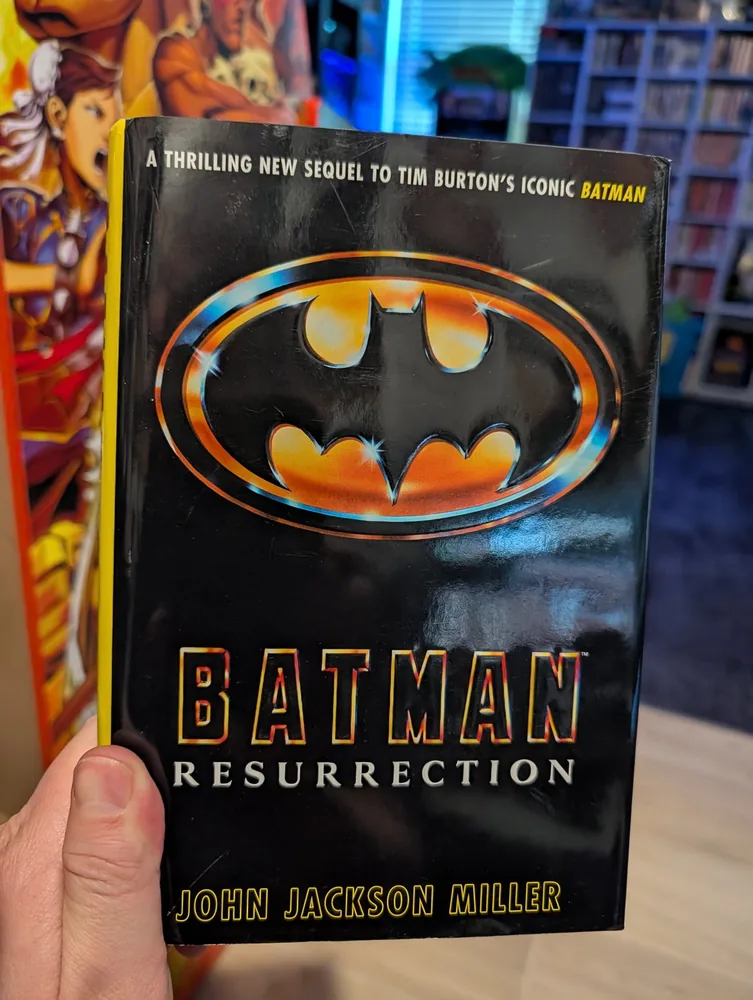 A THRILLING NEW SEQUEL TO TIM BURTON'S ICONIC BATMAN
BATMAN™
RESURRECTION
JOHN JACKSON MILLER